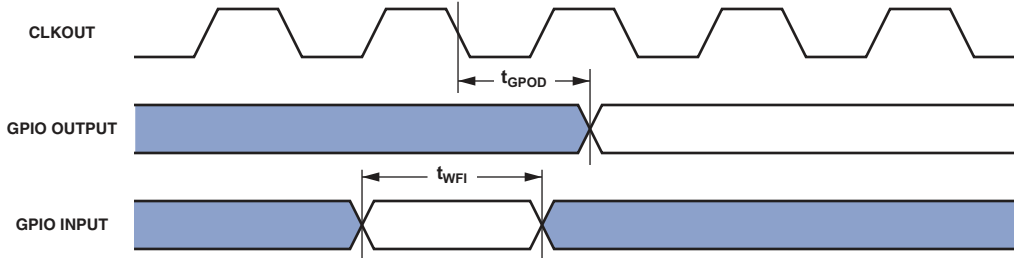 CLKOUT
tGPOD
GPIO OUTPUT
tWFI
GPIO INPUT